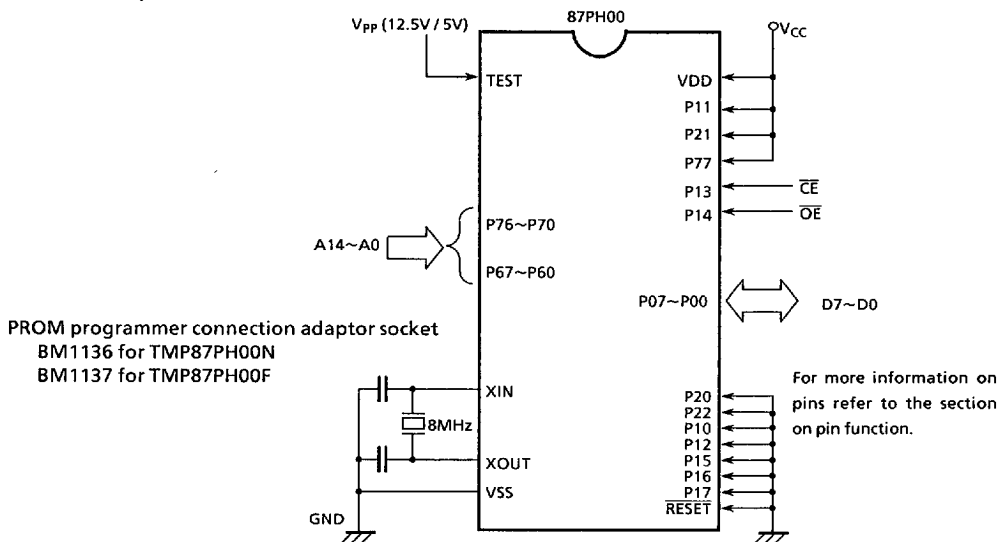 87PH00
VPP (12.5V / 5V)
VCC
TEST
VDD
P11
P21
P77
P13
CE
P14
OE
P76~P70
A14~A0
P67~P60
P07~P00
D7~D0
PROM programmer connection adaptor socket
BM1136 for TMP87PH00N
BM1137 for TMP87PH00F
XIN
8MHz
XOUT
VSS
GND
P20
P22
P10
P12
P15
P16
P17
RESET
For more information on
pins refer to the section
on pin function.